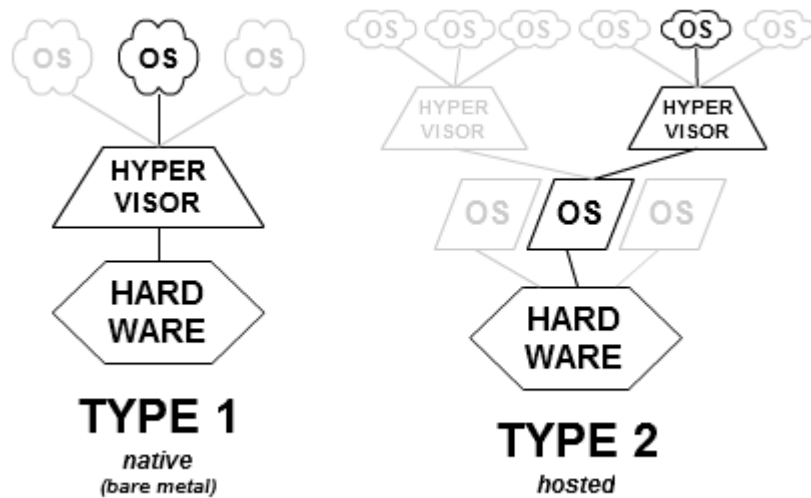 OS
OS
OS
HYPER
VISOR
HARD
WARE
TYPE 1
native
(bare metal)
OS
OS
OS
OS
OS
OS
HYPER
VISOR
HYPER
VISOR
OS
OS
OS
HARD
WARE
TYPE 2
hosted